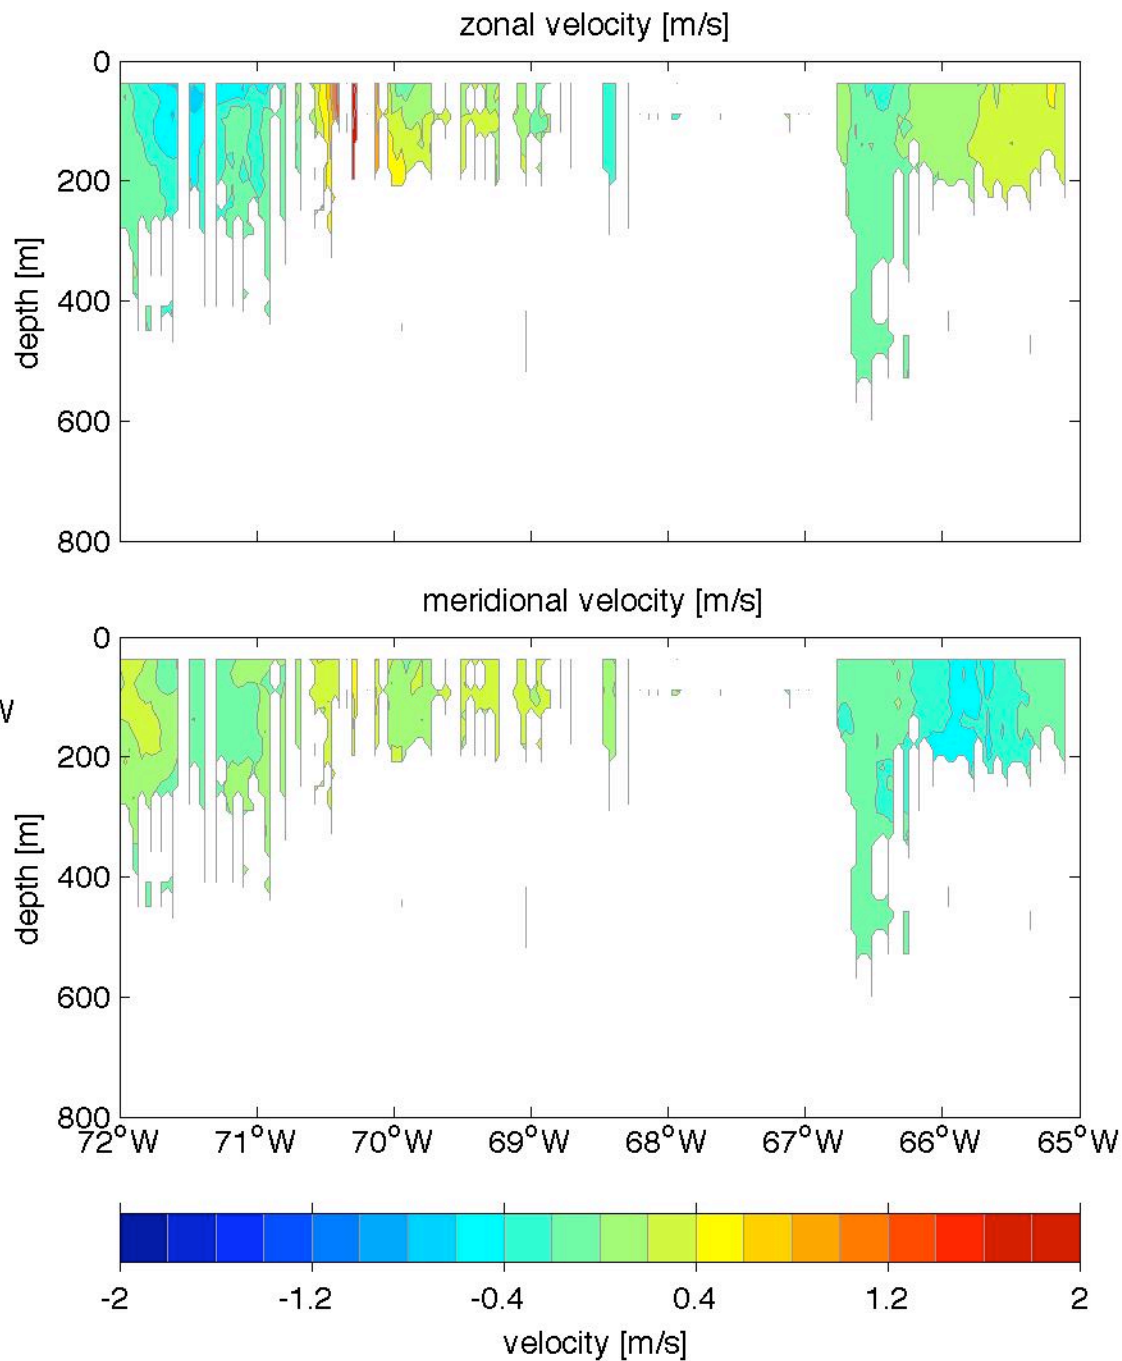 zonal velocity [m/s]
0
200
400
600
800
depth [m]
meridional velocity [m/s]
W
0
200
400
600
800
depth [m]
72°W 71°W 70°W 69°W 68°W 67°W 66°W 65°W
-2 -1.2 -0.4 0.4 1.2 2
velocity [m/s]